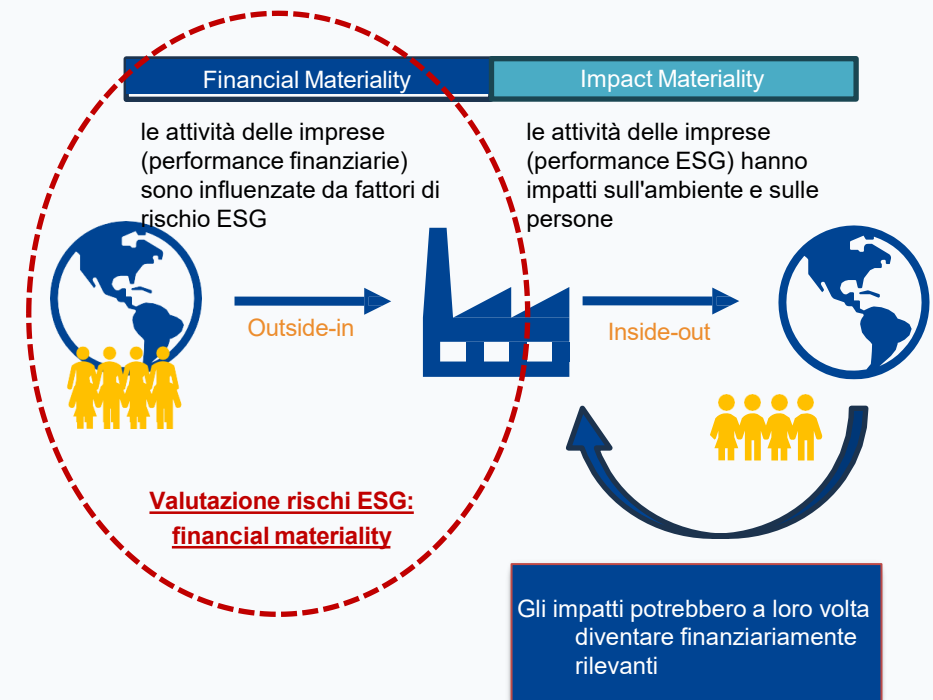 Financial Materiality
Impact Materiality
le attività delle imprese
(performance finanziarie)
sono influenzate da fattori di
rischio ESG
le attività delle imprese
(performance ESG) hanno
impatti sull'ambiente e sulle
persone
Outside-in
Inside-out
Valutazione rischi ESG:
financial materiality
Gli impatti potrebbero a loro volta
diventare finanziariamente
rilevanti